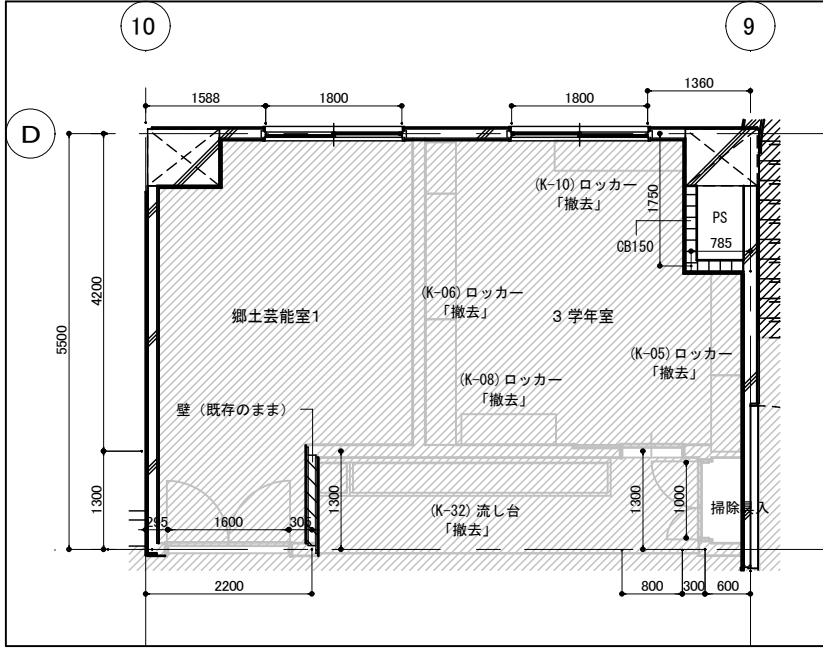 10
9
1360
1588
1800
1800
D
(K-10)ロッカー
「撤去」
1750
PS
CB150
785
4200
5500
(K-06)ロッカー
「撤去」
郷土芸能室1
3学年室
(K-05)ロッカー
「撤去」
(K-08)ロッカー
「撤去」
壁(既存のまま)
1300
1300
1300
1000
(K-32)流し台
「撤去」
掃除具入
295
1600
305
2200
800
300
600